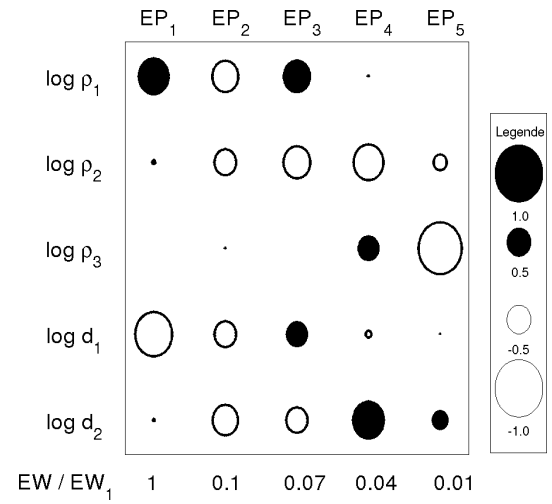 EP₁ EP₂ EP₃ EP₄ EP₅
log ρ₁
log ρ₂
log ρ₃
log d₁
log d₂
EW / EW₁ 1 0.1 0.07 0.04 0.01
Legende
1.0
0.5
-0.5
-1.0